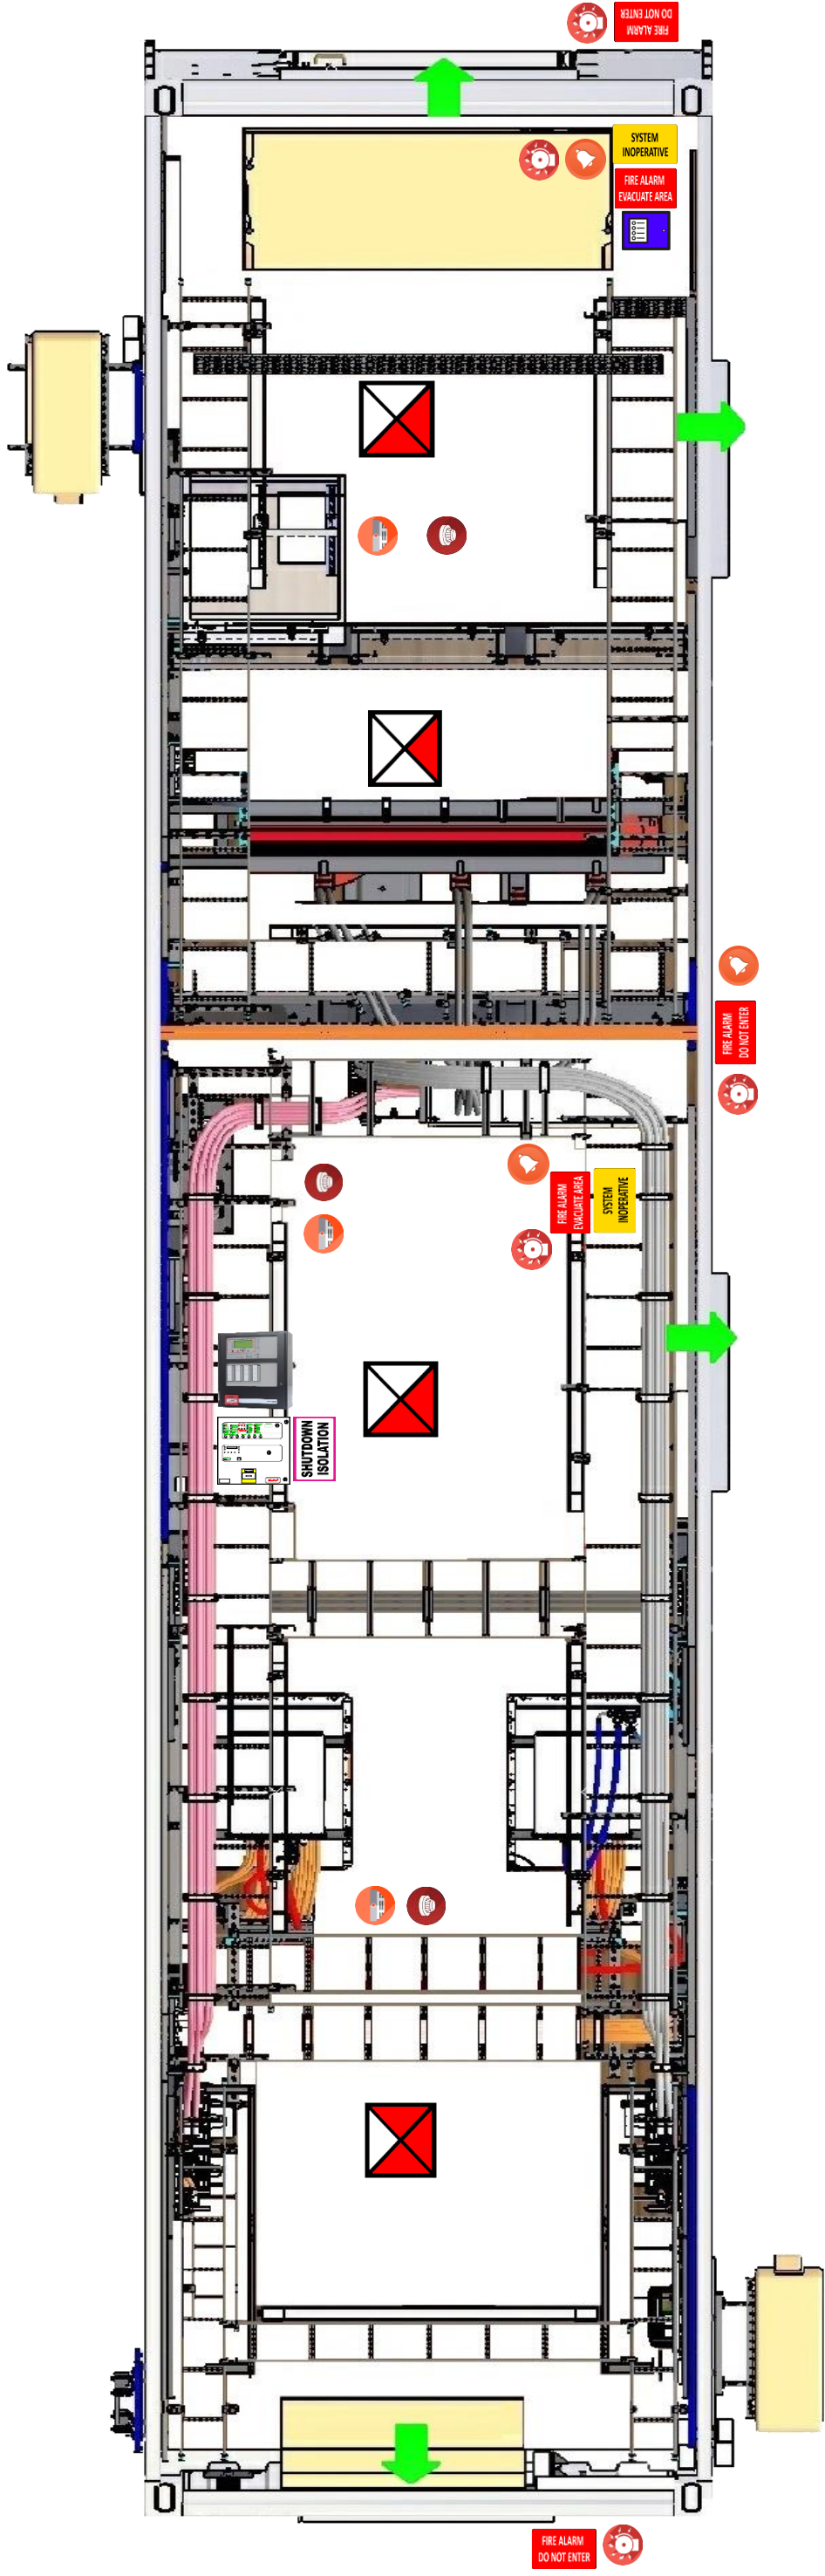 FIRE ALARM
DO NOT ENTER
SYSTEM
INOPERATIVE
FIRE ALARM
EVACUATE AREA
FIRE ALARM
DO NOT ENTER
FIRE ALARM
EVACUATE AREA
SYSTEM
INOPERATIVE
SHUTDOWN
ISOLATION
FIRE ALARM
DO NOT ENTER